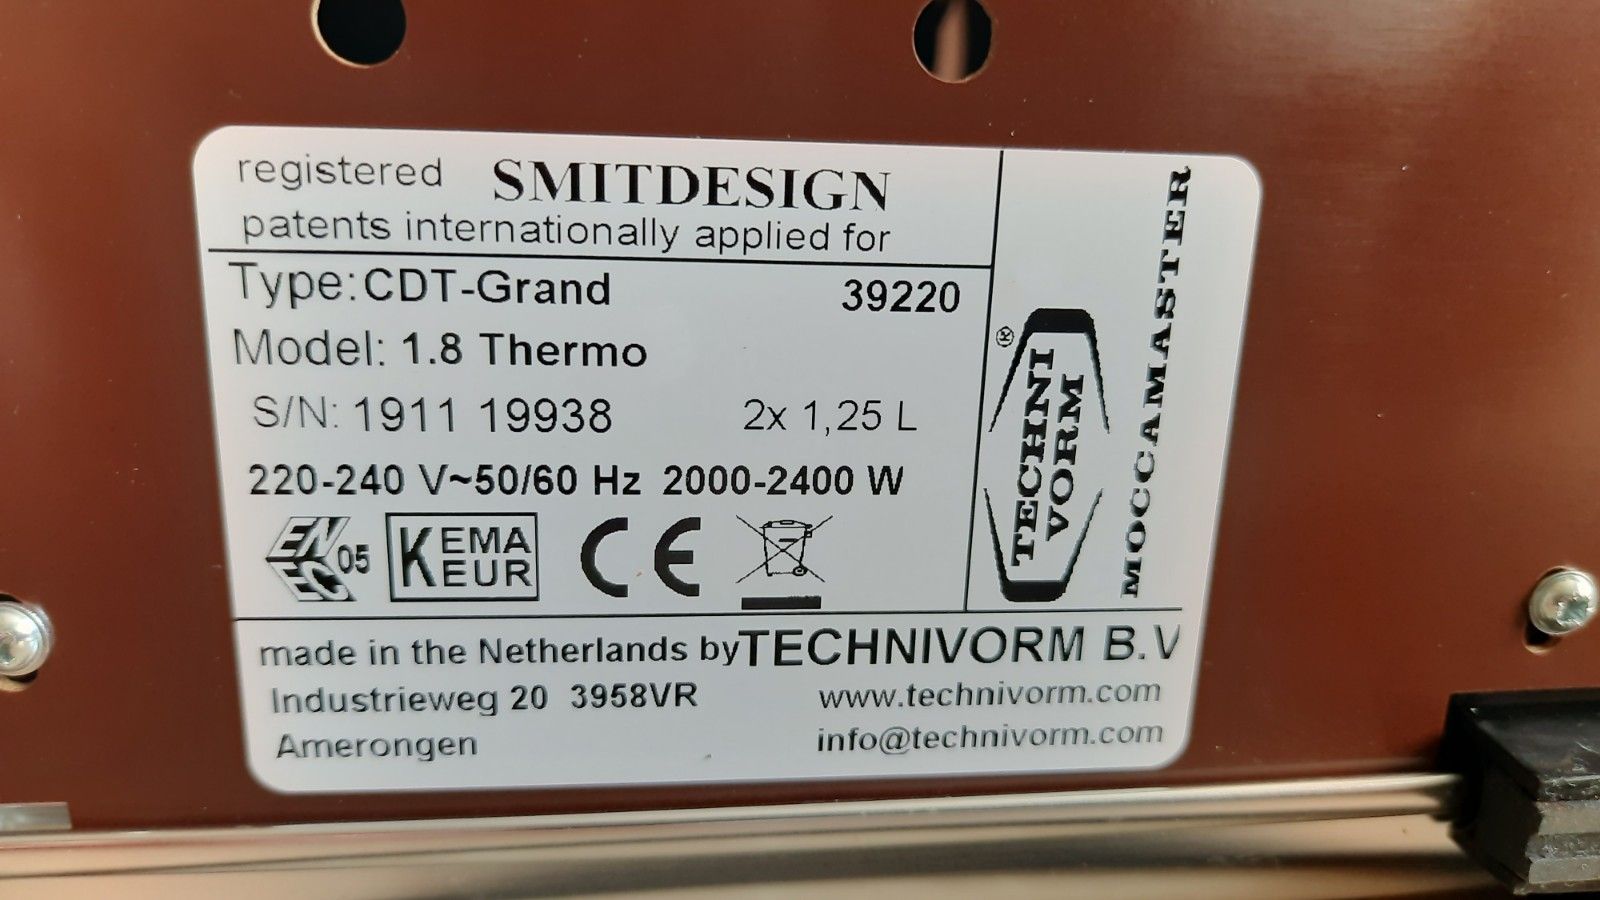 registered SMITDESIGN
patents internationally applied for
Type: CDT-Grand 39220
Model: 1.8 Thermo
S/N: 1911 19938 2x 1,25 L
220-240 V~50/60 Hz 2000-2400 W
EN EC 05 KEMA KEUR CE
made in the Netherlands by TECHNIVORM B.V
Industrieweg 20 3958VR www.technivorm.com
Amerongen info@technivorm.com
®
TECHNI
VORM
MOCCAMASTER